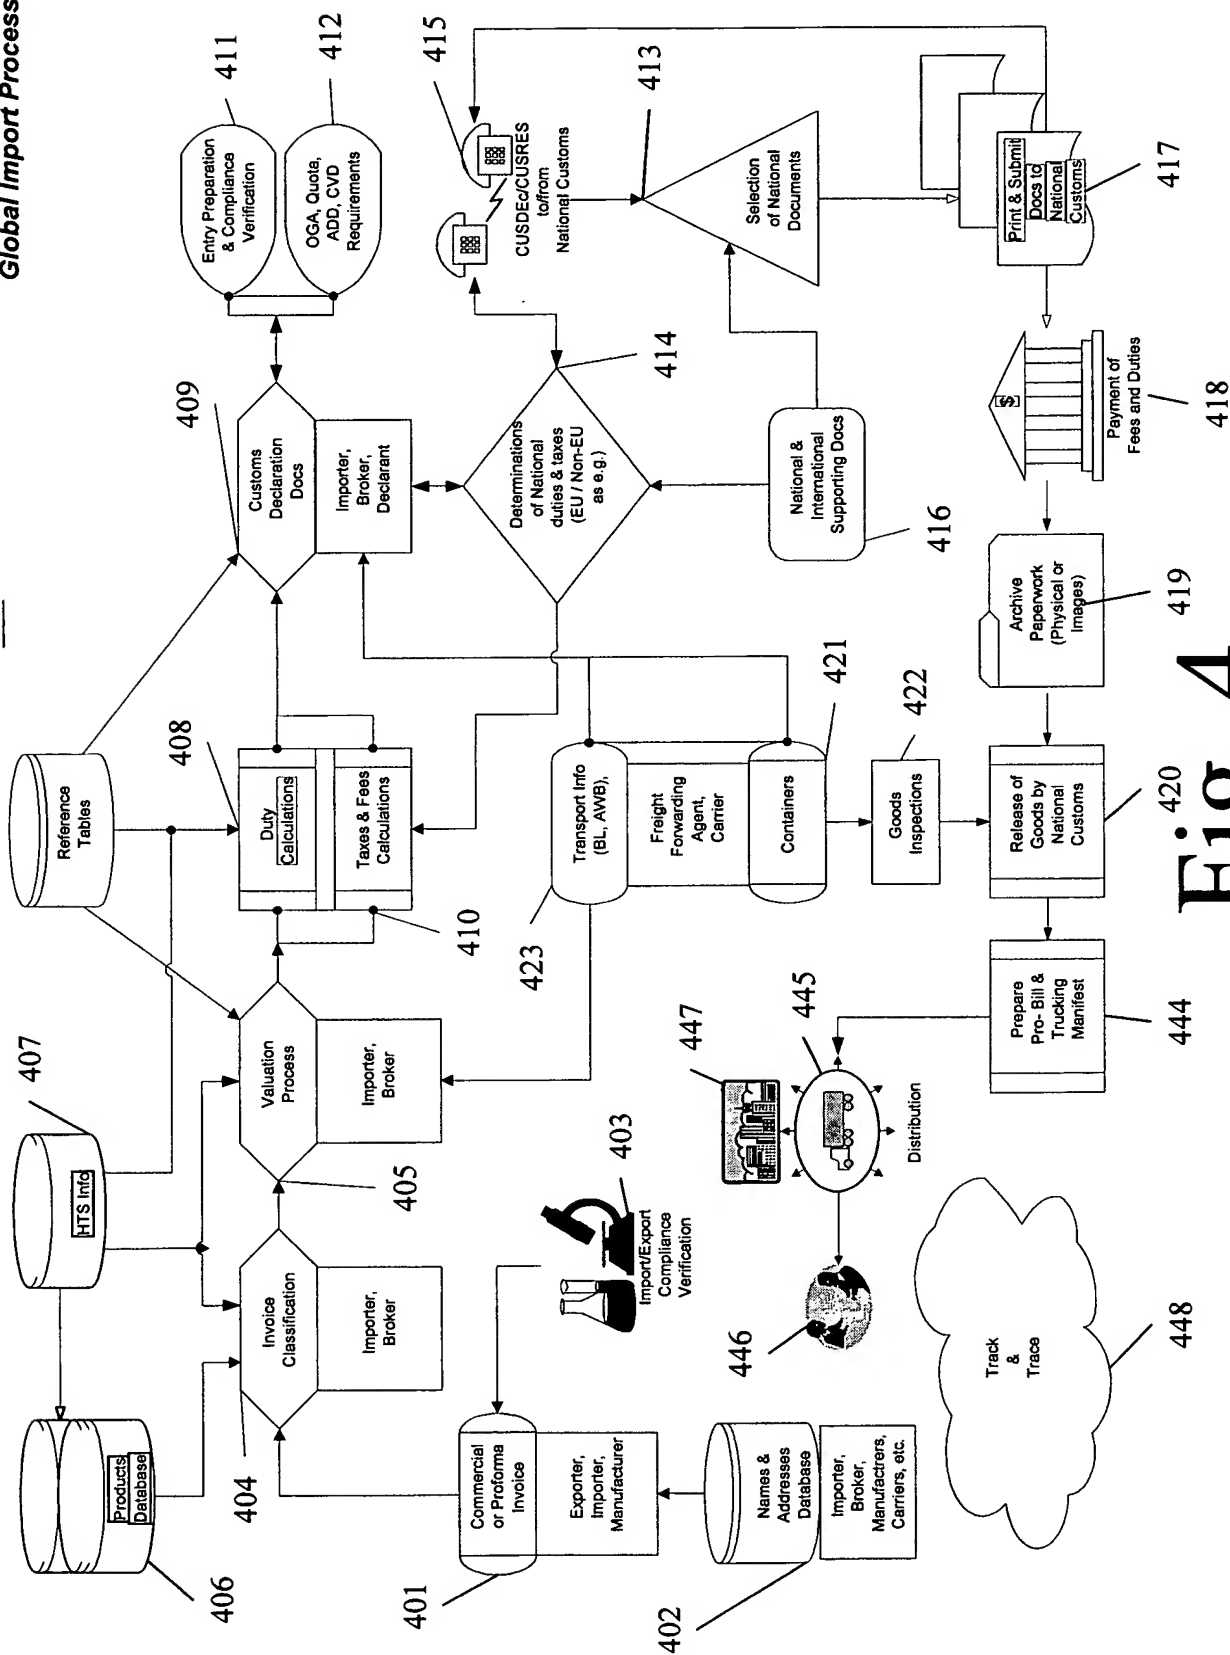 Global Import Process
Reference
Tables
407
HTS Info
Products
Database
406
411
412
Entry Preparation
& Compliance
Verification
OGA, Quota,
ADD, CVD
Requirements
409
Customs
Declaration
Docs
Importer,
Broker,
Declarant
408
Duty
Calculations
Taxes & Fees
Calculations
410
Valuation
Process
Importer,
Broker
405
Invoice
Classification
Importer,
Broker
404
415
CUSDEc/CUSRES
to/from
National Customs
413
Selection
of National
Documents
414
Determinations
of National
duties & taxes
(EU / Non-EU
as e.g.)
National &
International
Supporting Docs
416
423
Transport Info
(BL, AWB),
Freight
Forwarding
Agent,
Carrier
Containers
421
Goods
Inspections
422
403
Import/Export
Compliance
Verification
Commercial
or Proforma
Invoice
Exporter,
Importer,
Manufacturer
401
Names &
Addresses
Database
Importer,
Broker,
Manufactrers,
Carriers, etc.
402
447
445
Distribution
446
Track
&
Trace
448
Print & Submit
Docs to
National
Customs
417
$
Payment of
Fees and Duties
418
Archive
Paperwork
(Physical or
Images)
419
Release of
Goods by
National
Customs
420
Prepare
Pro- Bill &
Trucking
Manifest
444
Fig. 4